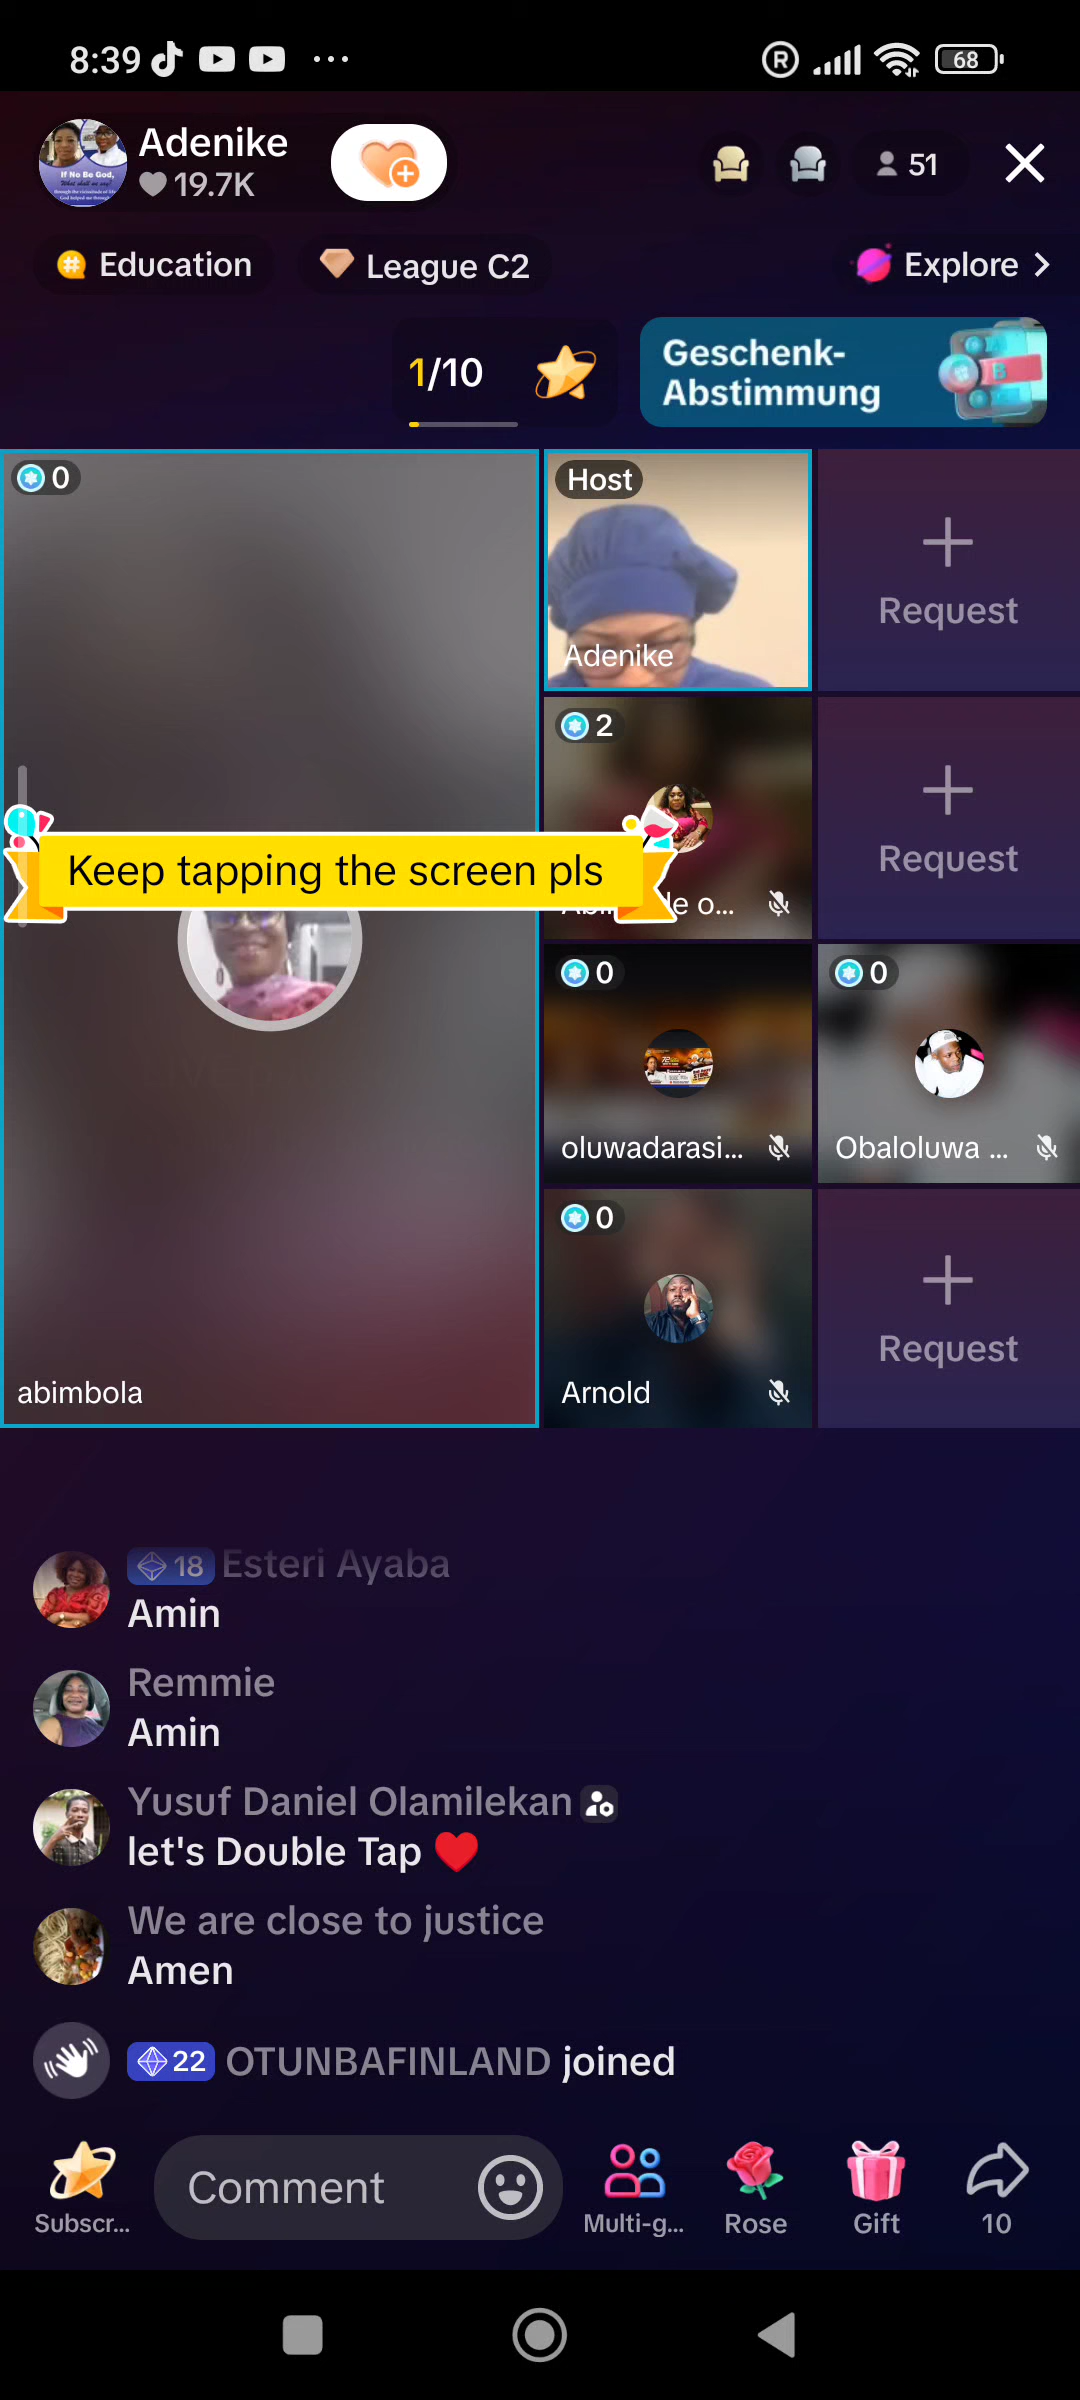 8:39
68
Adenike
19.7K
51
Education
League C2
Explore
1/10
Geschenk-
Abstimmung
0
Host
Adenike
Request
2
Request
Keep tapping the screen pls
0
oluwadarasi...
0
Obaloluwa ...
abimbola
0
Arnold
Request
18 Esteri Ayaba
Amin
Remmie
Amin
Yusuf Daniel Olamilekan
let's Double Tap ❤️
We are close to justice
Amen
22 OTUNBAFINLAND joined
Subscr...
Comment
Multi-g...
Rose
Gift
10